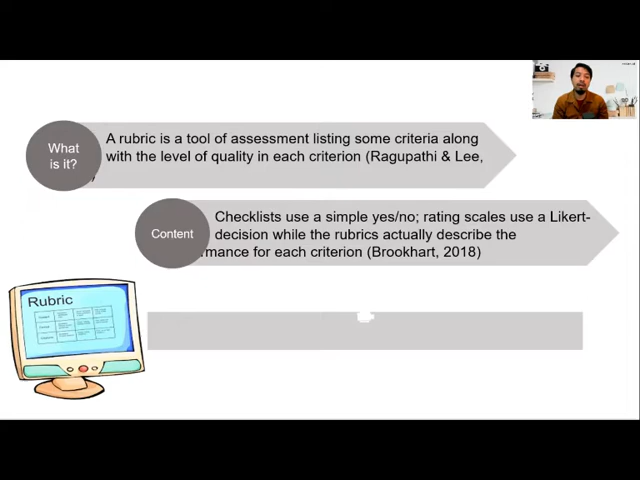 What
is it?
A rubric is a tool of assessment listing some criteria along
with the level of quality in each criterion (Ragupathi & Lee,
Content
Checklists use a simple yes/no; rating scales use a Likert-
decision while the rubrics actually describe the
rmance for each criterion (Brookhart, 2018)
Rubric